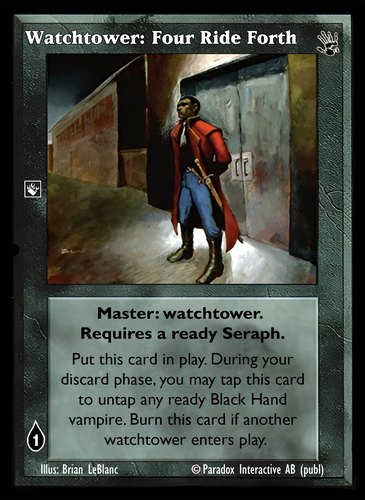 Watchtower: Four Ride Forth
Master: watchtower.
Requires a ready Seraph.
Put this card in play. During your
discard phase, you may tap this card
to untap any ready Black Hand
vampire. Burn this card if another
watchtower enters play.
1
Illus: Brian LeBlanc © Paradox Interactive AB (publ)